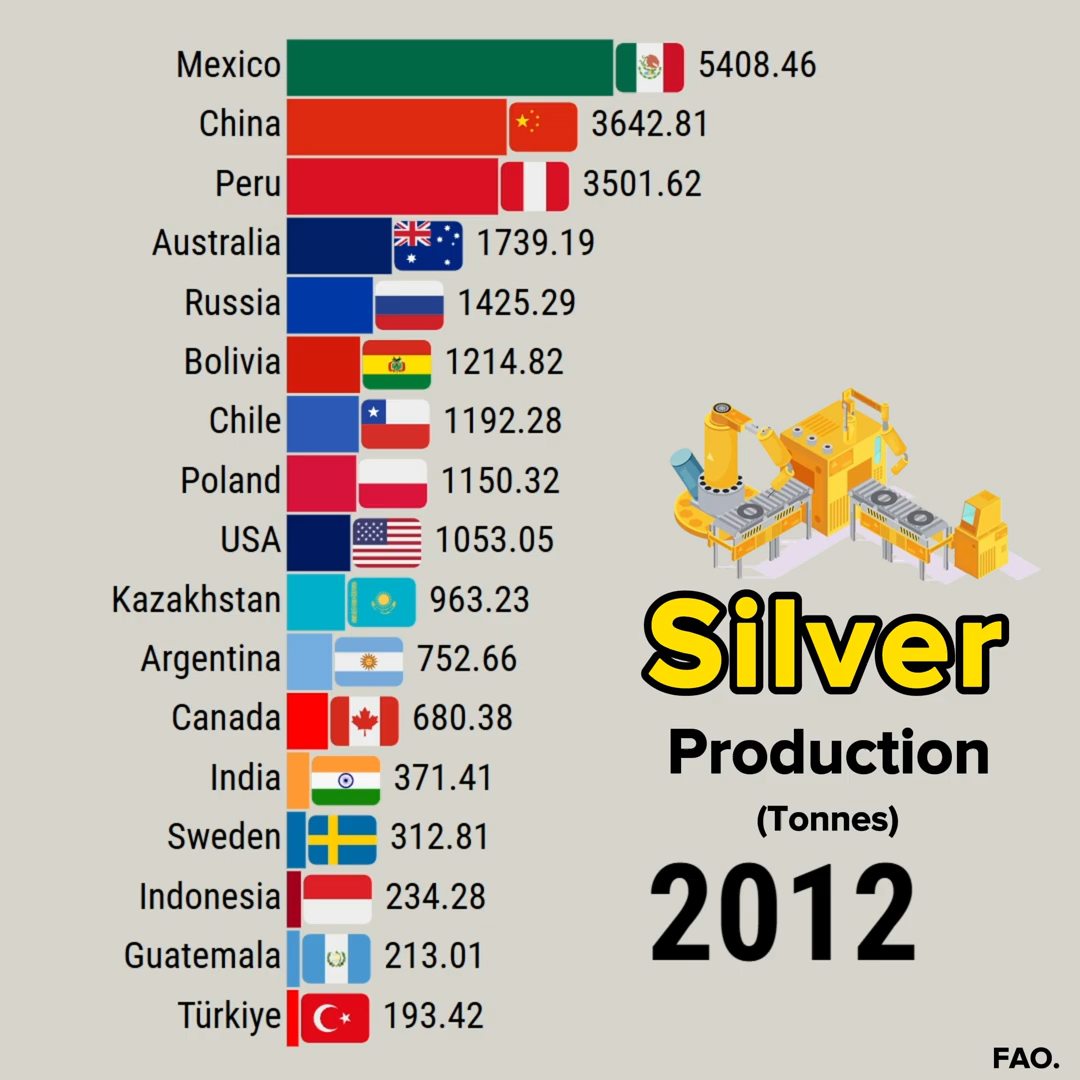 Mexico 5408.46
China 3642.81
Peru 3501.62
Australia 1739.19
Russia 1425.29
Bolivia 1214.82
Chile 1192.28
Poland 1150.32
USA 1053.05
Kazakhstan 963.23
Argentina 752.66
Canada 680.38
India 371.41
Sweden 312.81
Indonesia 234.28
Guatemala 213.01
Türkiye 193.42
Silver
Production
(Tonnes)
2012
FAO.